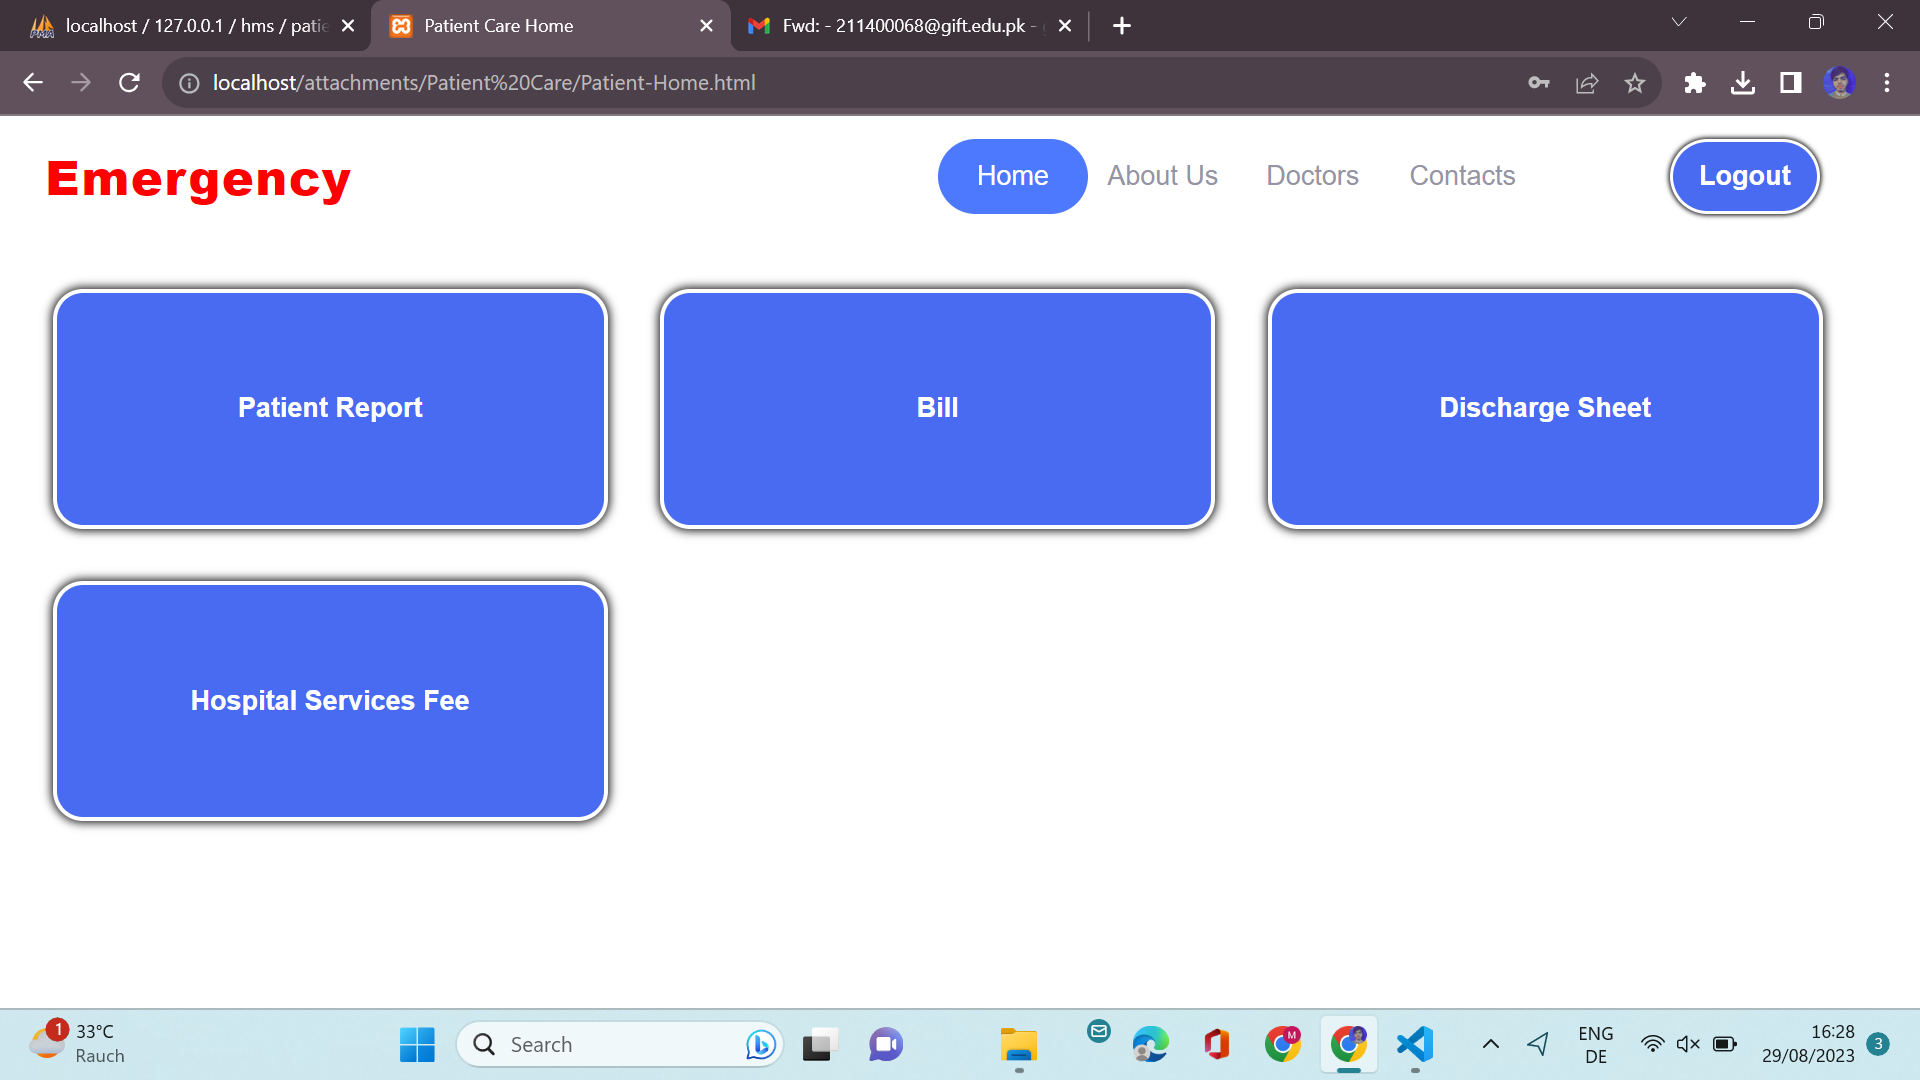 localhost / 127.0.0.1 / hms / patie
Patient Care Home
Fwd: - 211400068@gift.edu.pk -
localhost/attachments/Patient%20Care/Patient-Home.html
Emergency
Home
About Us
Doctors
Contacts
Logout
Patient Report
Bill
Discharge Sheet
Hospital Services Fee
1
33°C
Rauch
Search
M
ENG
DE
16:28
29/08/2023
3